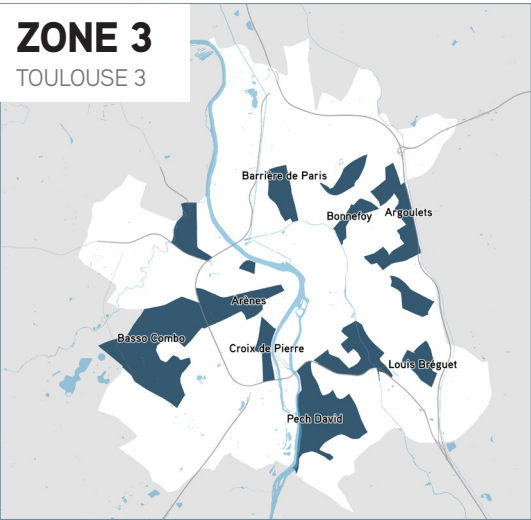 ZONE 3
TOULOUSE 3
Barrière de Paris
Bonnefoy
Argoulets
Arènes
Basso Combo
Croix de Pierre
Louis Bréguet
Pech David